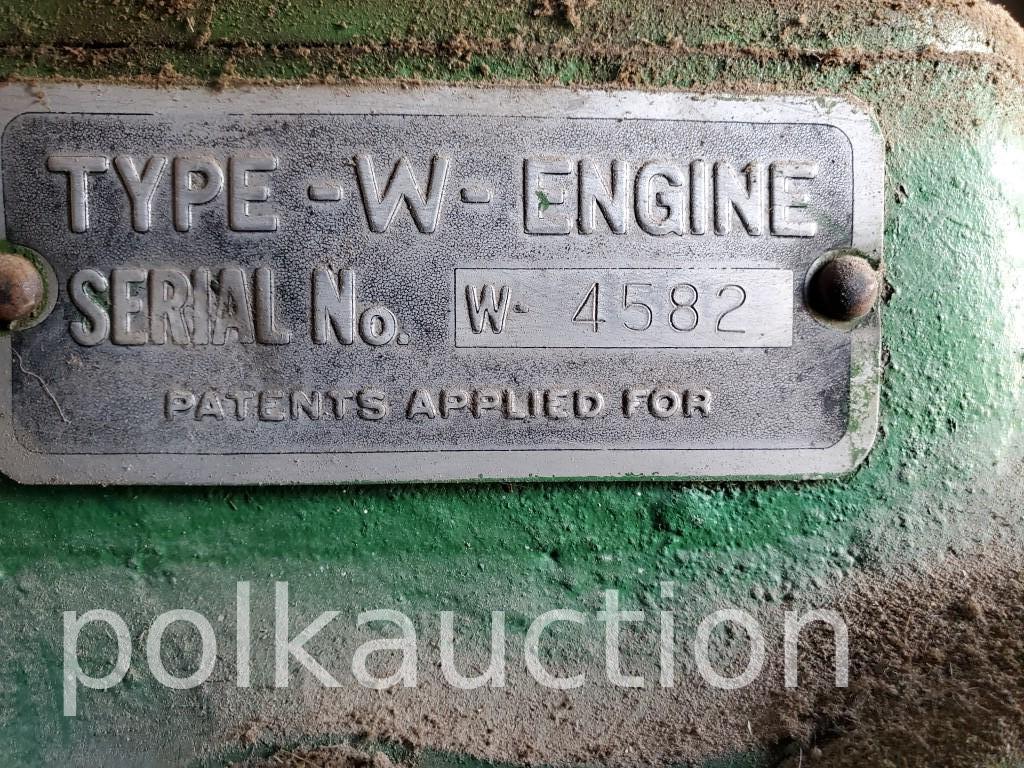 TYPE -W- ENGINE
SERIAL No. W- 4582
PATENTS APPLIED FOR
polkauction